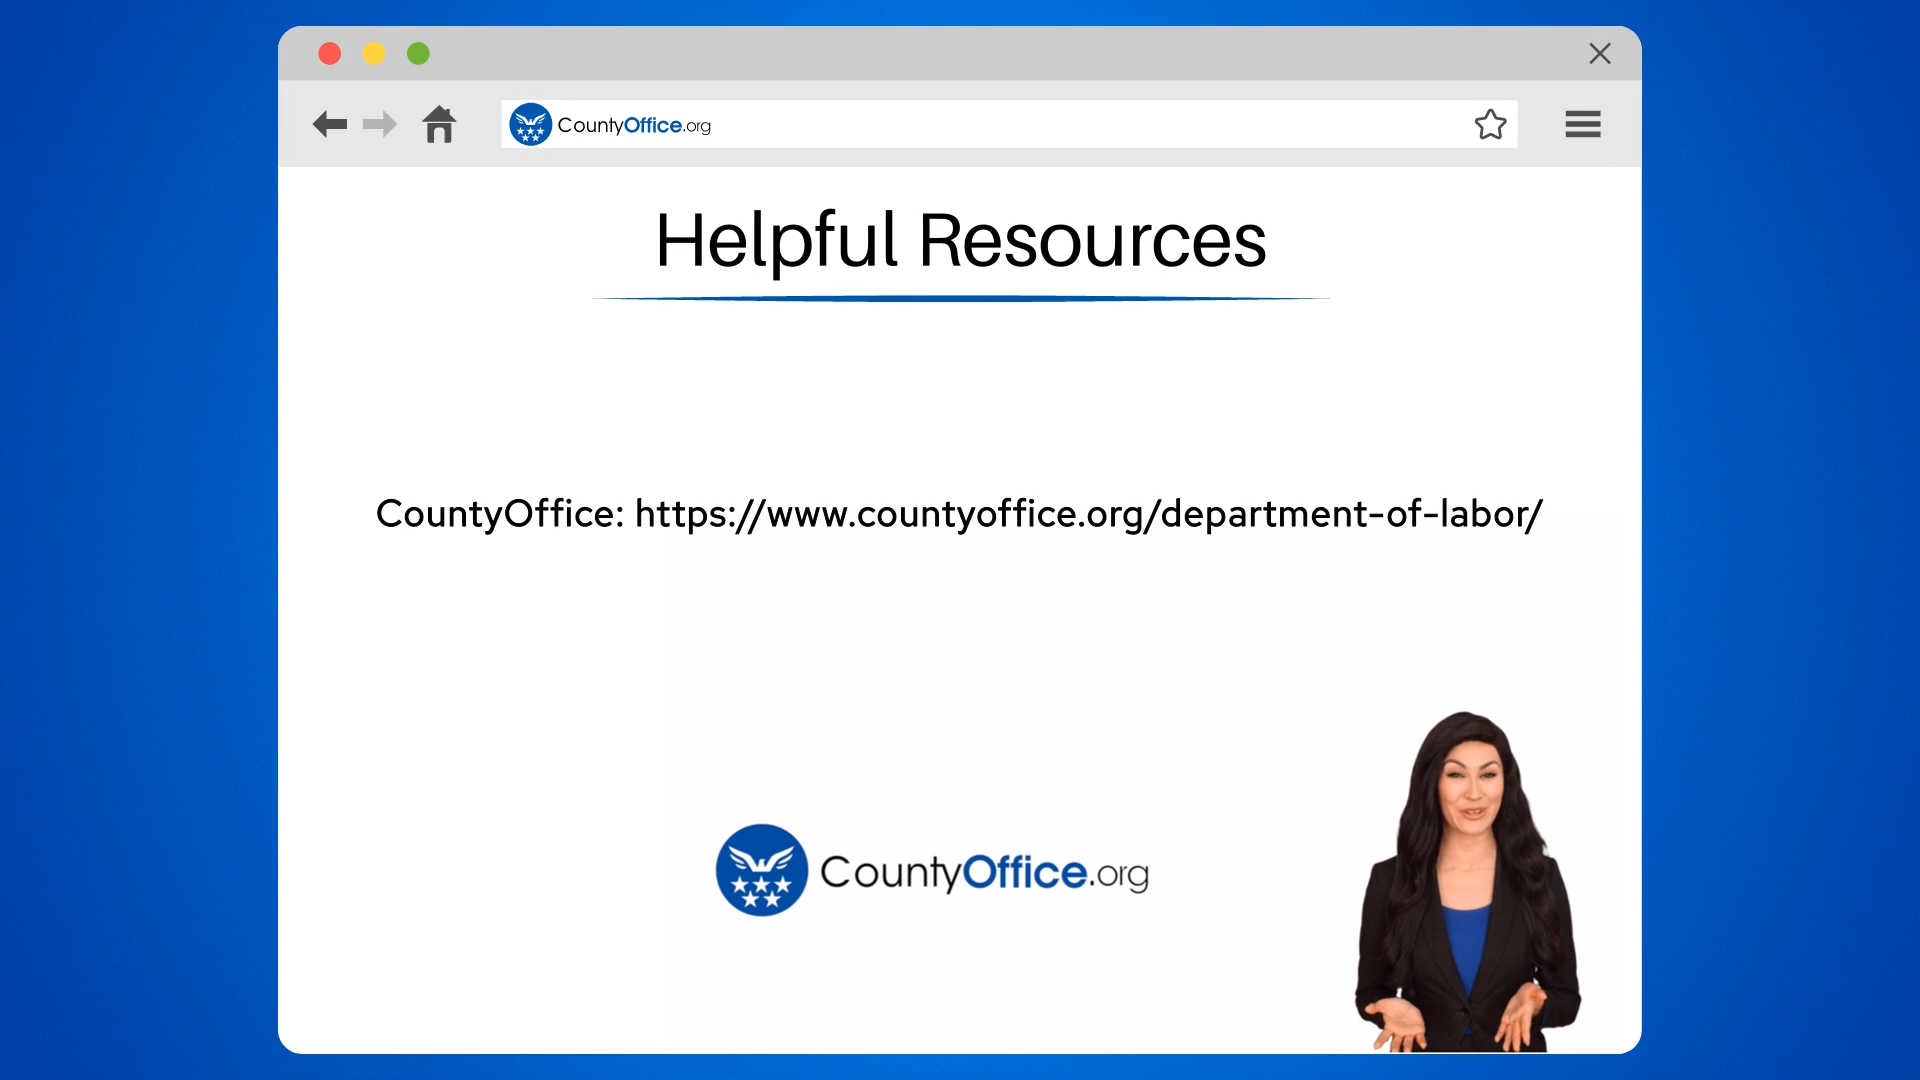 CountyOffice.org
Helpful Resources
CountyOffice: https://www.countyoffice.org/department-of-labor/
CountyOffice.org